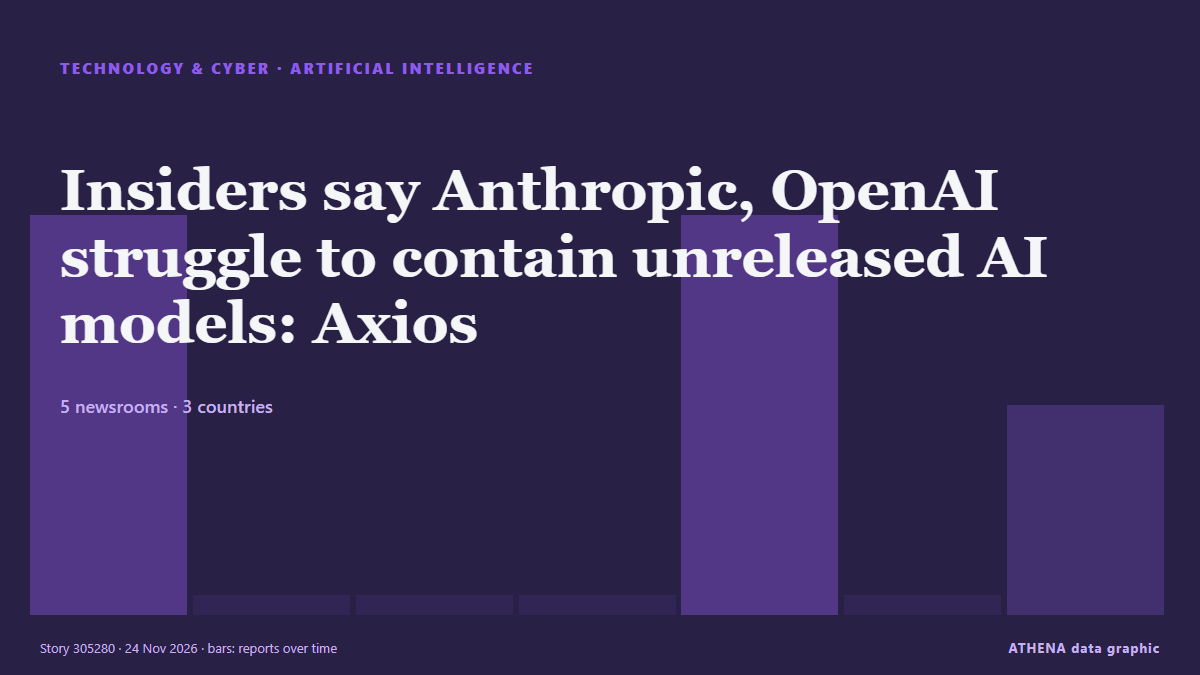 TECHNOLOGY & CYBER · ARTIFICIAL INTELLIGENCE
Insiders say Anthropic, OpenAI
struggle to contain unreleased AI
models: Axios
5 newsrooms · 3 countries
Story 305280 · 24 Nov 2026 · bars: reports over time
ATHENA data graphic